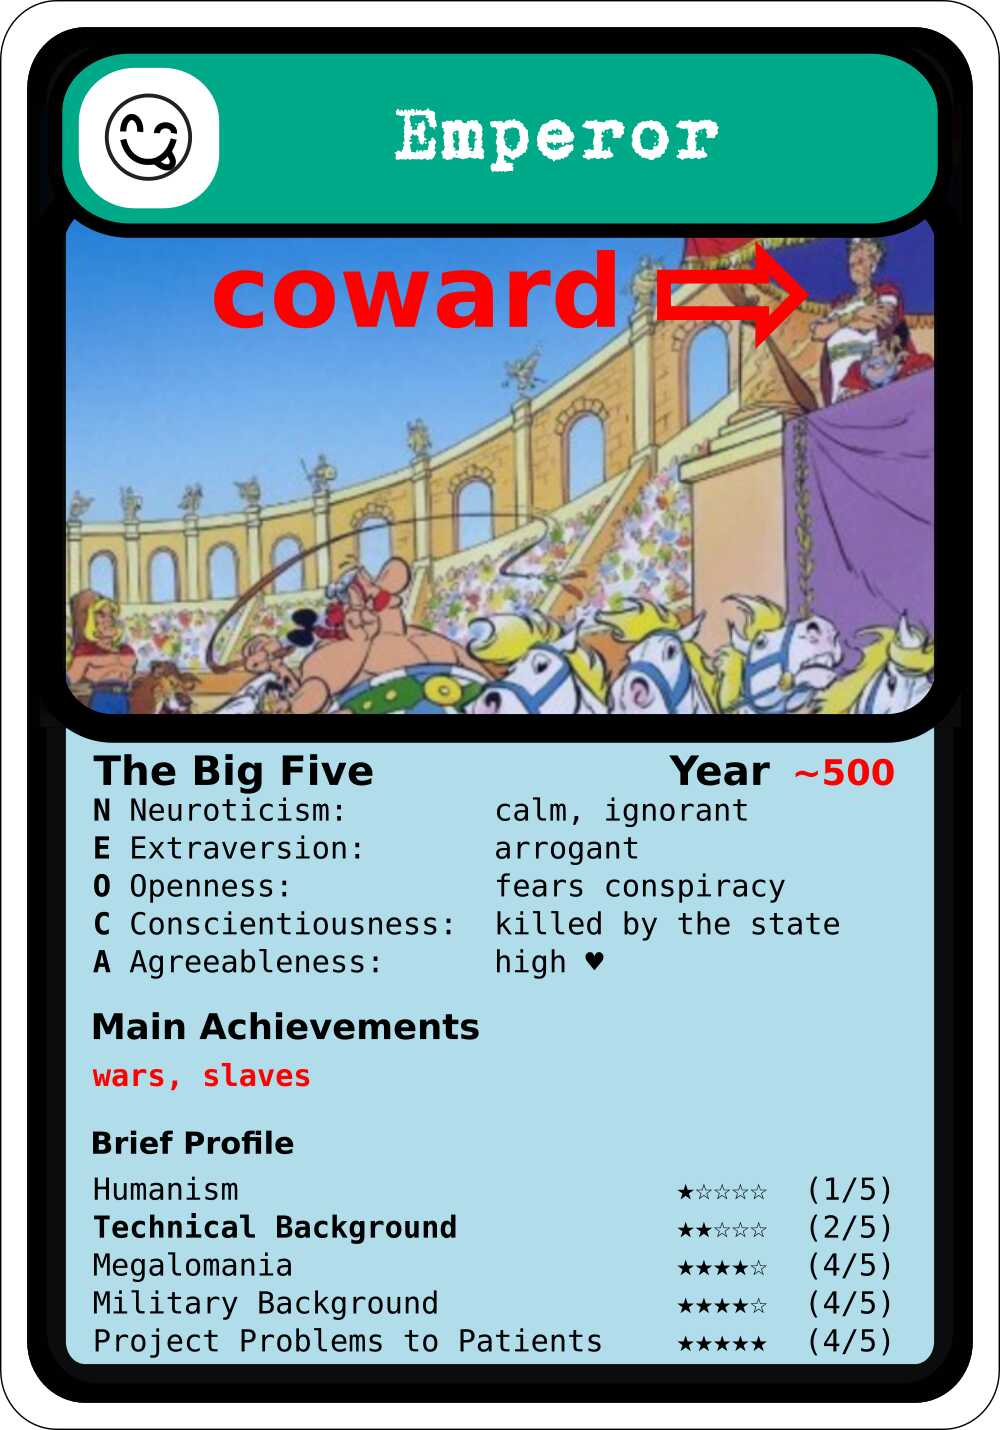 Emperor
coward
The Big Five Year ~500
N Neuroticism: calm, ignorant
E Extraversion: arrogant
O Openness: fears conspiracy
C Conscientiousness: killed by the state
A Agreeableness: high ♥
Main Achievements
wars, slaves
Brief Profile
Humanism ★☆☆☆☆ (1/5)
Technical Background ★★☆☆☆ (2/5)
Megalomania ★★★★☆ (4/5)
Military Background ★★★★☆ (4/5)
Project Problems to Patients ★★★★★ (4/5)